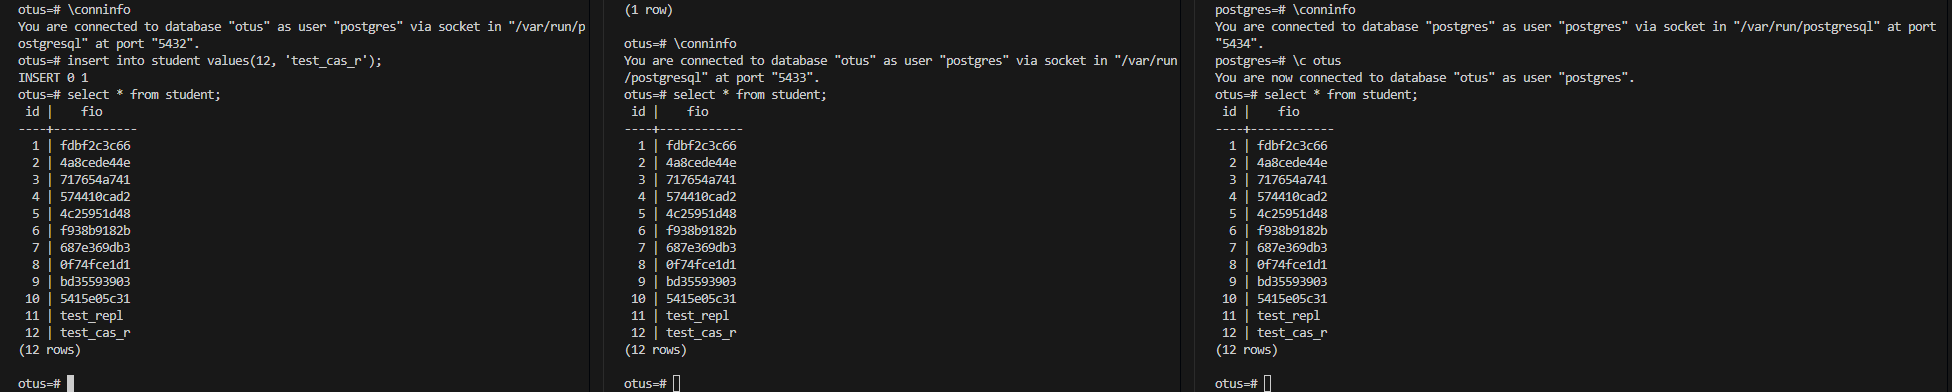 otus=# \conninfo
You are connected to database "otus" as user "postgres" via socket in "/var/run/p
ostgresql" at port "5432".
otus=# insert into student values(12, 'test_cas_r');
INSERT 0 1
otus=# select * from student;
 id |    fio
----+------------
  1 | fdbf2c3c66
  2 | 4a8cede44e
  3 | 717654a741
  4 | 574410cad2
  5 | 4c25951d48
  6 | f938b9182b
  7 | 687e369db3
  8 | 0f74fce1d1
  9 | bd35593903
 10 | 5415e05c31
 11 | test_repl
 12 | test_cas_r
(12 rows)
otus=#
(1 row)
otus=# \conninfo
You are connected to database "otus" as user "postgres" via socket in "/var/run
/postgresql" at port "5433".
otus=# select * from student;
 id |    fio
----+------------
  1 | fdbf2c3c66
  2 | 4a8cede44e
  3 | 717654a741
  4 | 574410cad2
  5 | 4c25951d48
  6 | f938b9182b
  7 | 687e369db3
  8 | 0f74fce1d1
  9 | bd35593903
 10 | 5415e05c31
 11 | test_repl
 12 | test_cas_r
(12 rows)
otus=#
postgres=# \conninfo
You are connected to database "postgres" as user "postgres" via socket in "/var/run/postgresql" at port
"5434".
postgres=# \c otus
You are now connected to database "otus" as user "postgres".
otus=# select * from student;
 id |    fio
----+------------
  1 | fdbf2c3c66
  2 | 4a8cede44e
  3 | 717654a741
  4 | 574410cad2
  5 | 4c25951d48
  6 | f938b9182b
  7 | 687e369db3
  8 | 0f74fce1d1
  9 | bd35593903
 10 | 5415e05c31
 11 | test_repl
 12 | test_cas_r
(12 rows)
otus=#